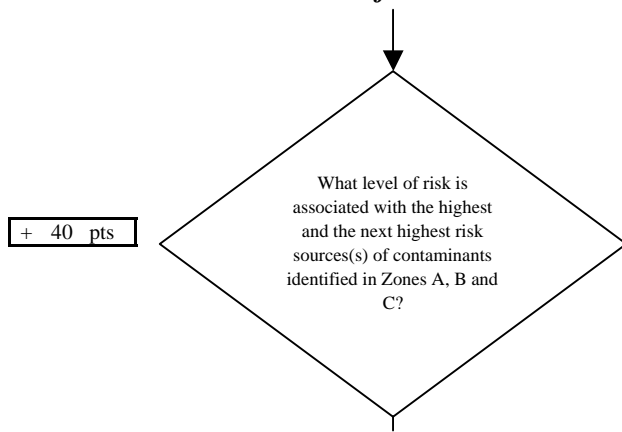 What level of risk is
associated with the highest
and the next highest risk
sources(s) of contaminants
identified in Zones A, B and
C?
+ 40 pts